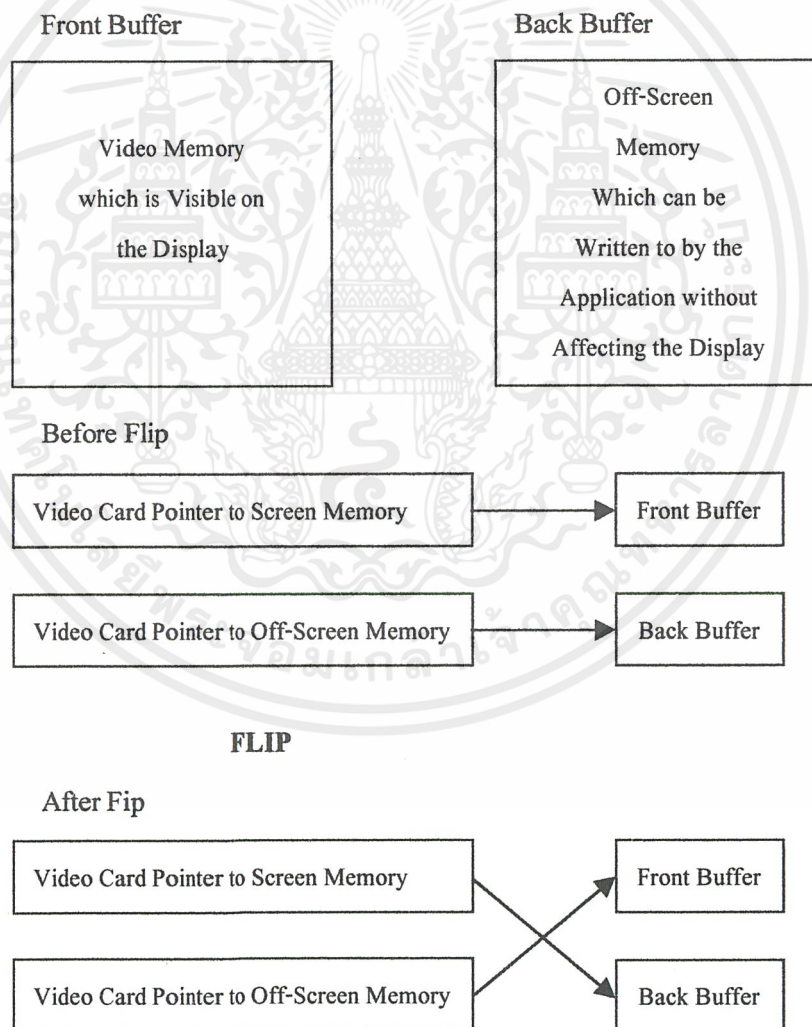 Front Buffer
Back Buffer
Video Memory
which is Visible on
the Display
Off-Screen
Memory
Which can be
Written to by the
Application without
Affecting the Display
Before Flip
Video Card Pointer to Screen Memory
Front Buffer
Video Card Pointer to Off-Screen Memory
Back Buffer
FLIP
After Fip
Video Card Pointer to Screen Memory
Front Buffer
Video Card Pointer to Off-Screen Memory
Back Buffer